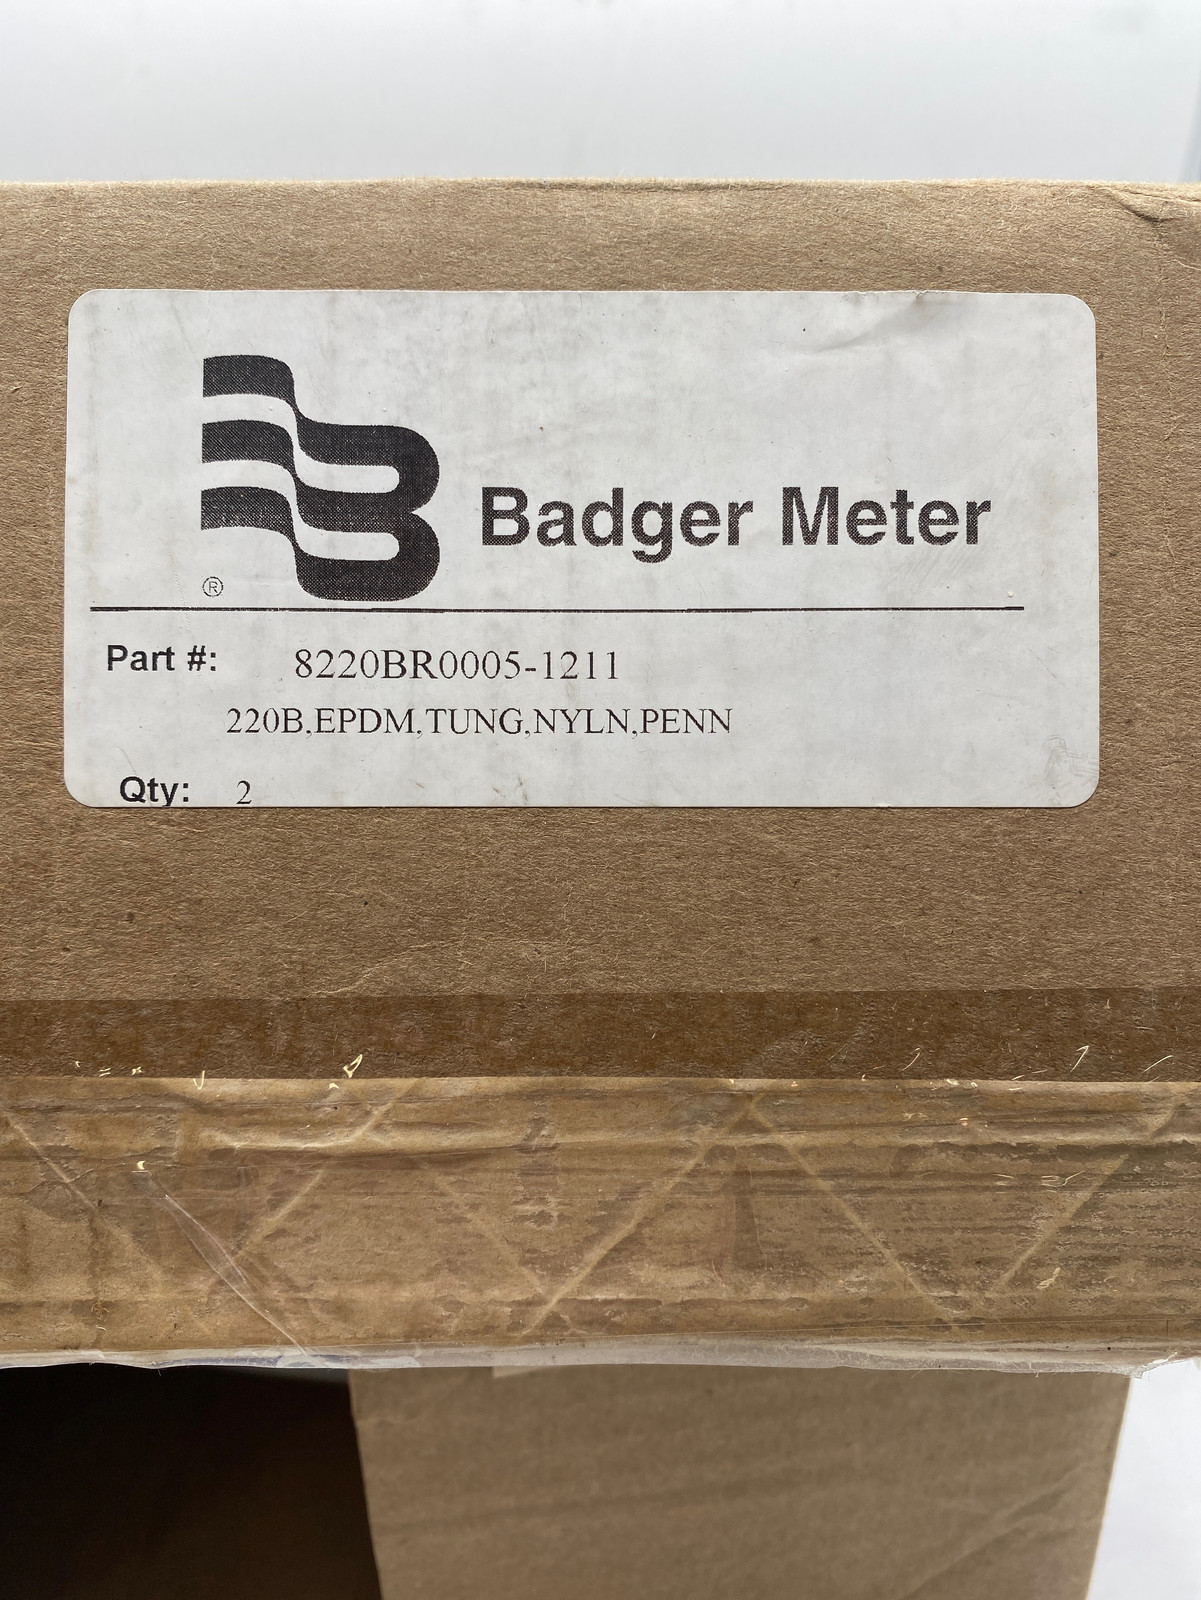 Badger Meter
®
Part #: 8220BR0005-1211
220B,EPDM,TUNG,NYLN,PENN
Qty: 2